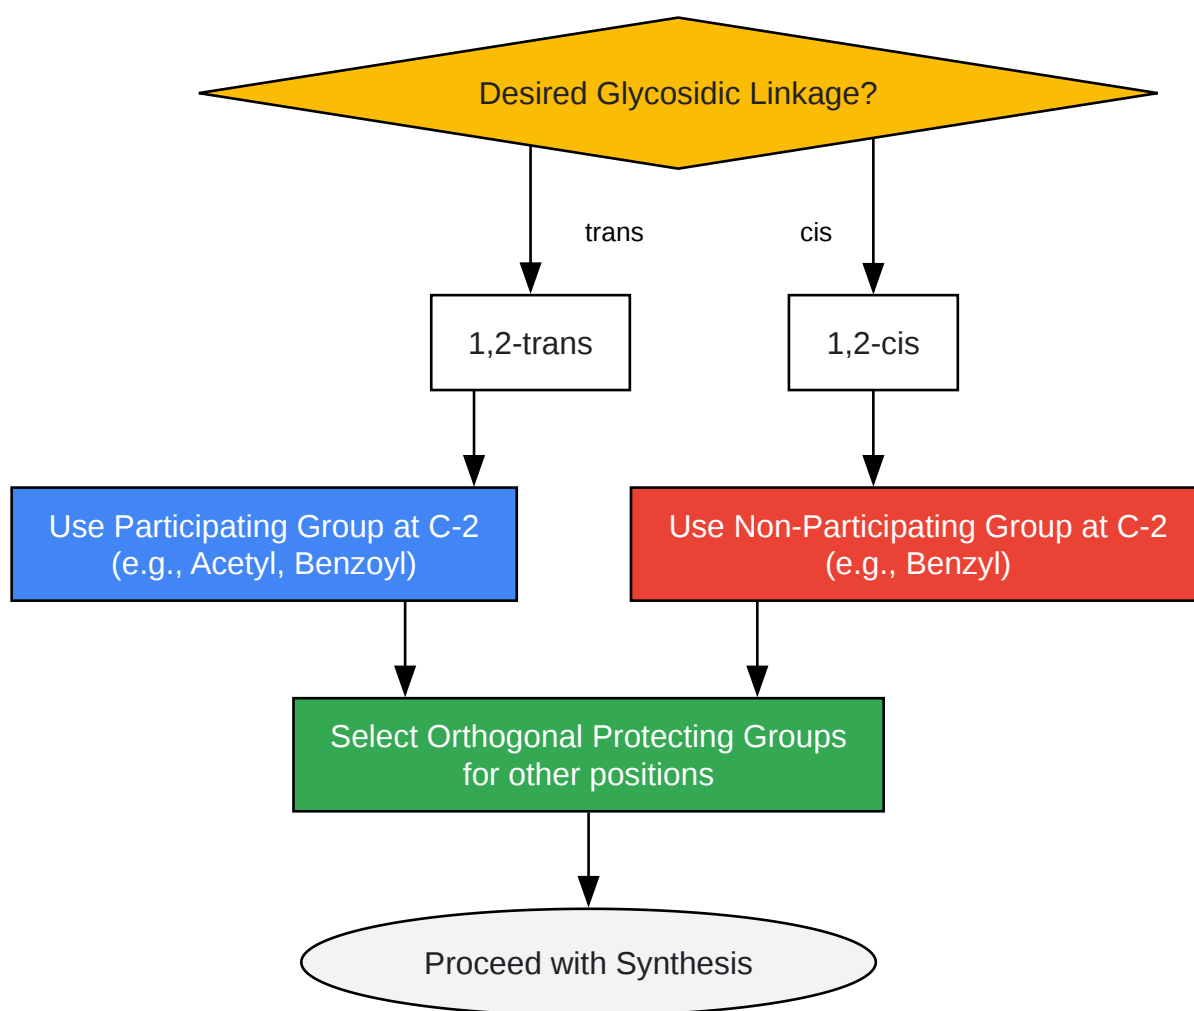 Desired Glycosidic Linkage?
trans
cis
1,2-trans
1,2-cis
Use Participating Group at C-2
(e.g., Acetyl, Benzoyl)
Use Non-Participating Group at C-2
(e.g., Benzyl)
Select Orthogonal Protecting Groups
for other positions
Proceed with Synthesis